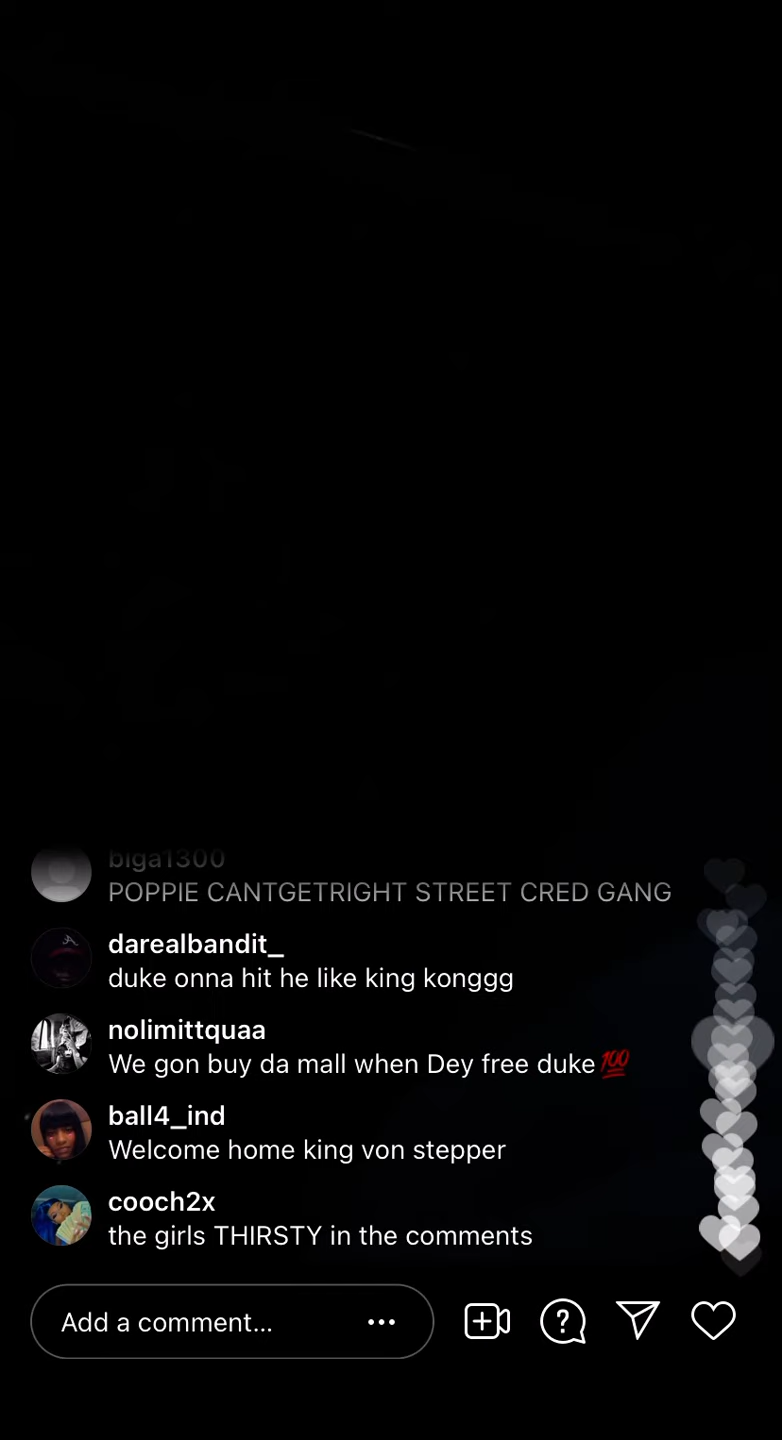 biga1300
POPPIE CANTGETRIGHT STREET CRED GANG
darealbandit_
duke onna hit he like king konggg
nolimittquaa
We gon buy da mall when Dey free duke💯
ball4_ind
Welcome home king von stepper
cooch2x
the girls THIRSTY in the comments
Add a comment...